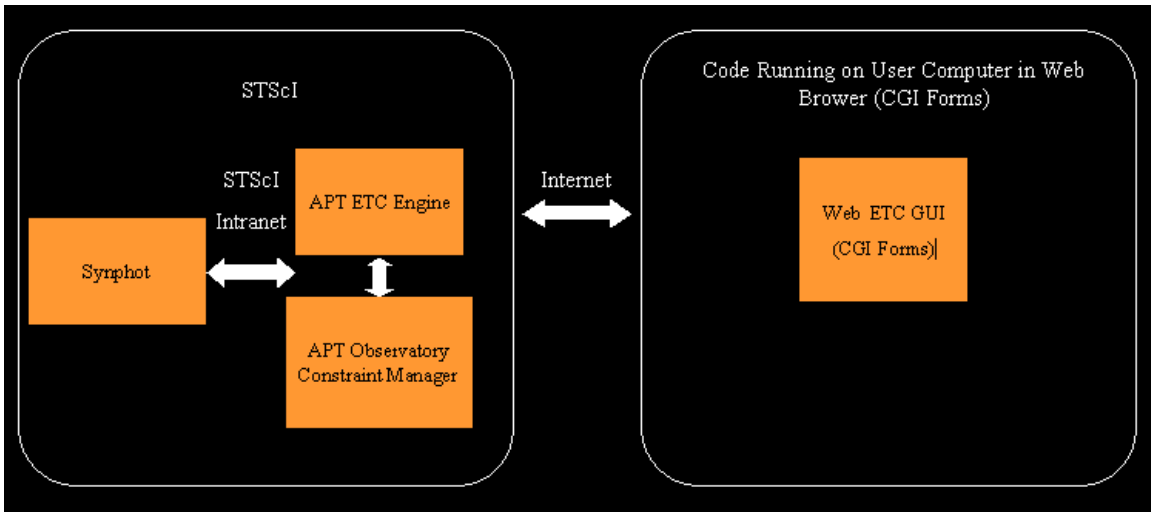 STScI
STScI
Intranet
Synphot
APT ETC Engine
APT Observatory
Constraint Manager
Internet
Code Running on User Computer in Web
Brower (CGI Forms)
Web ETC GUI
(CGI Forms)